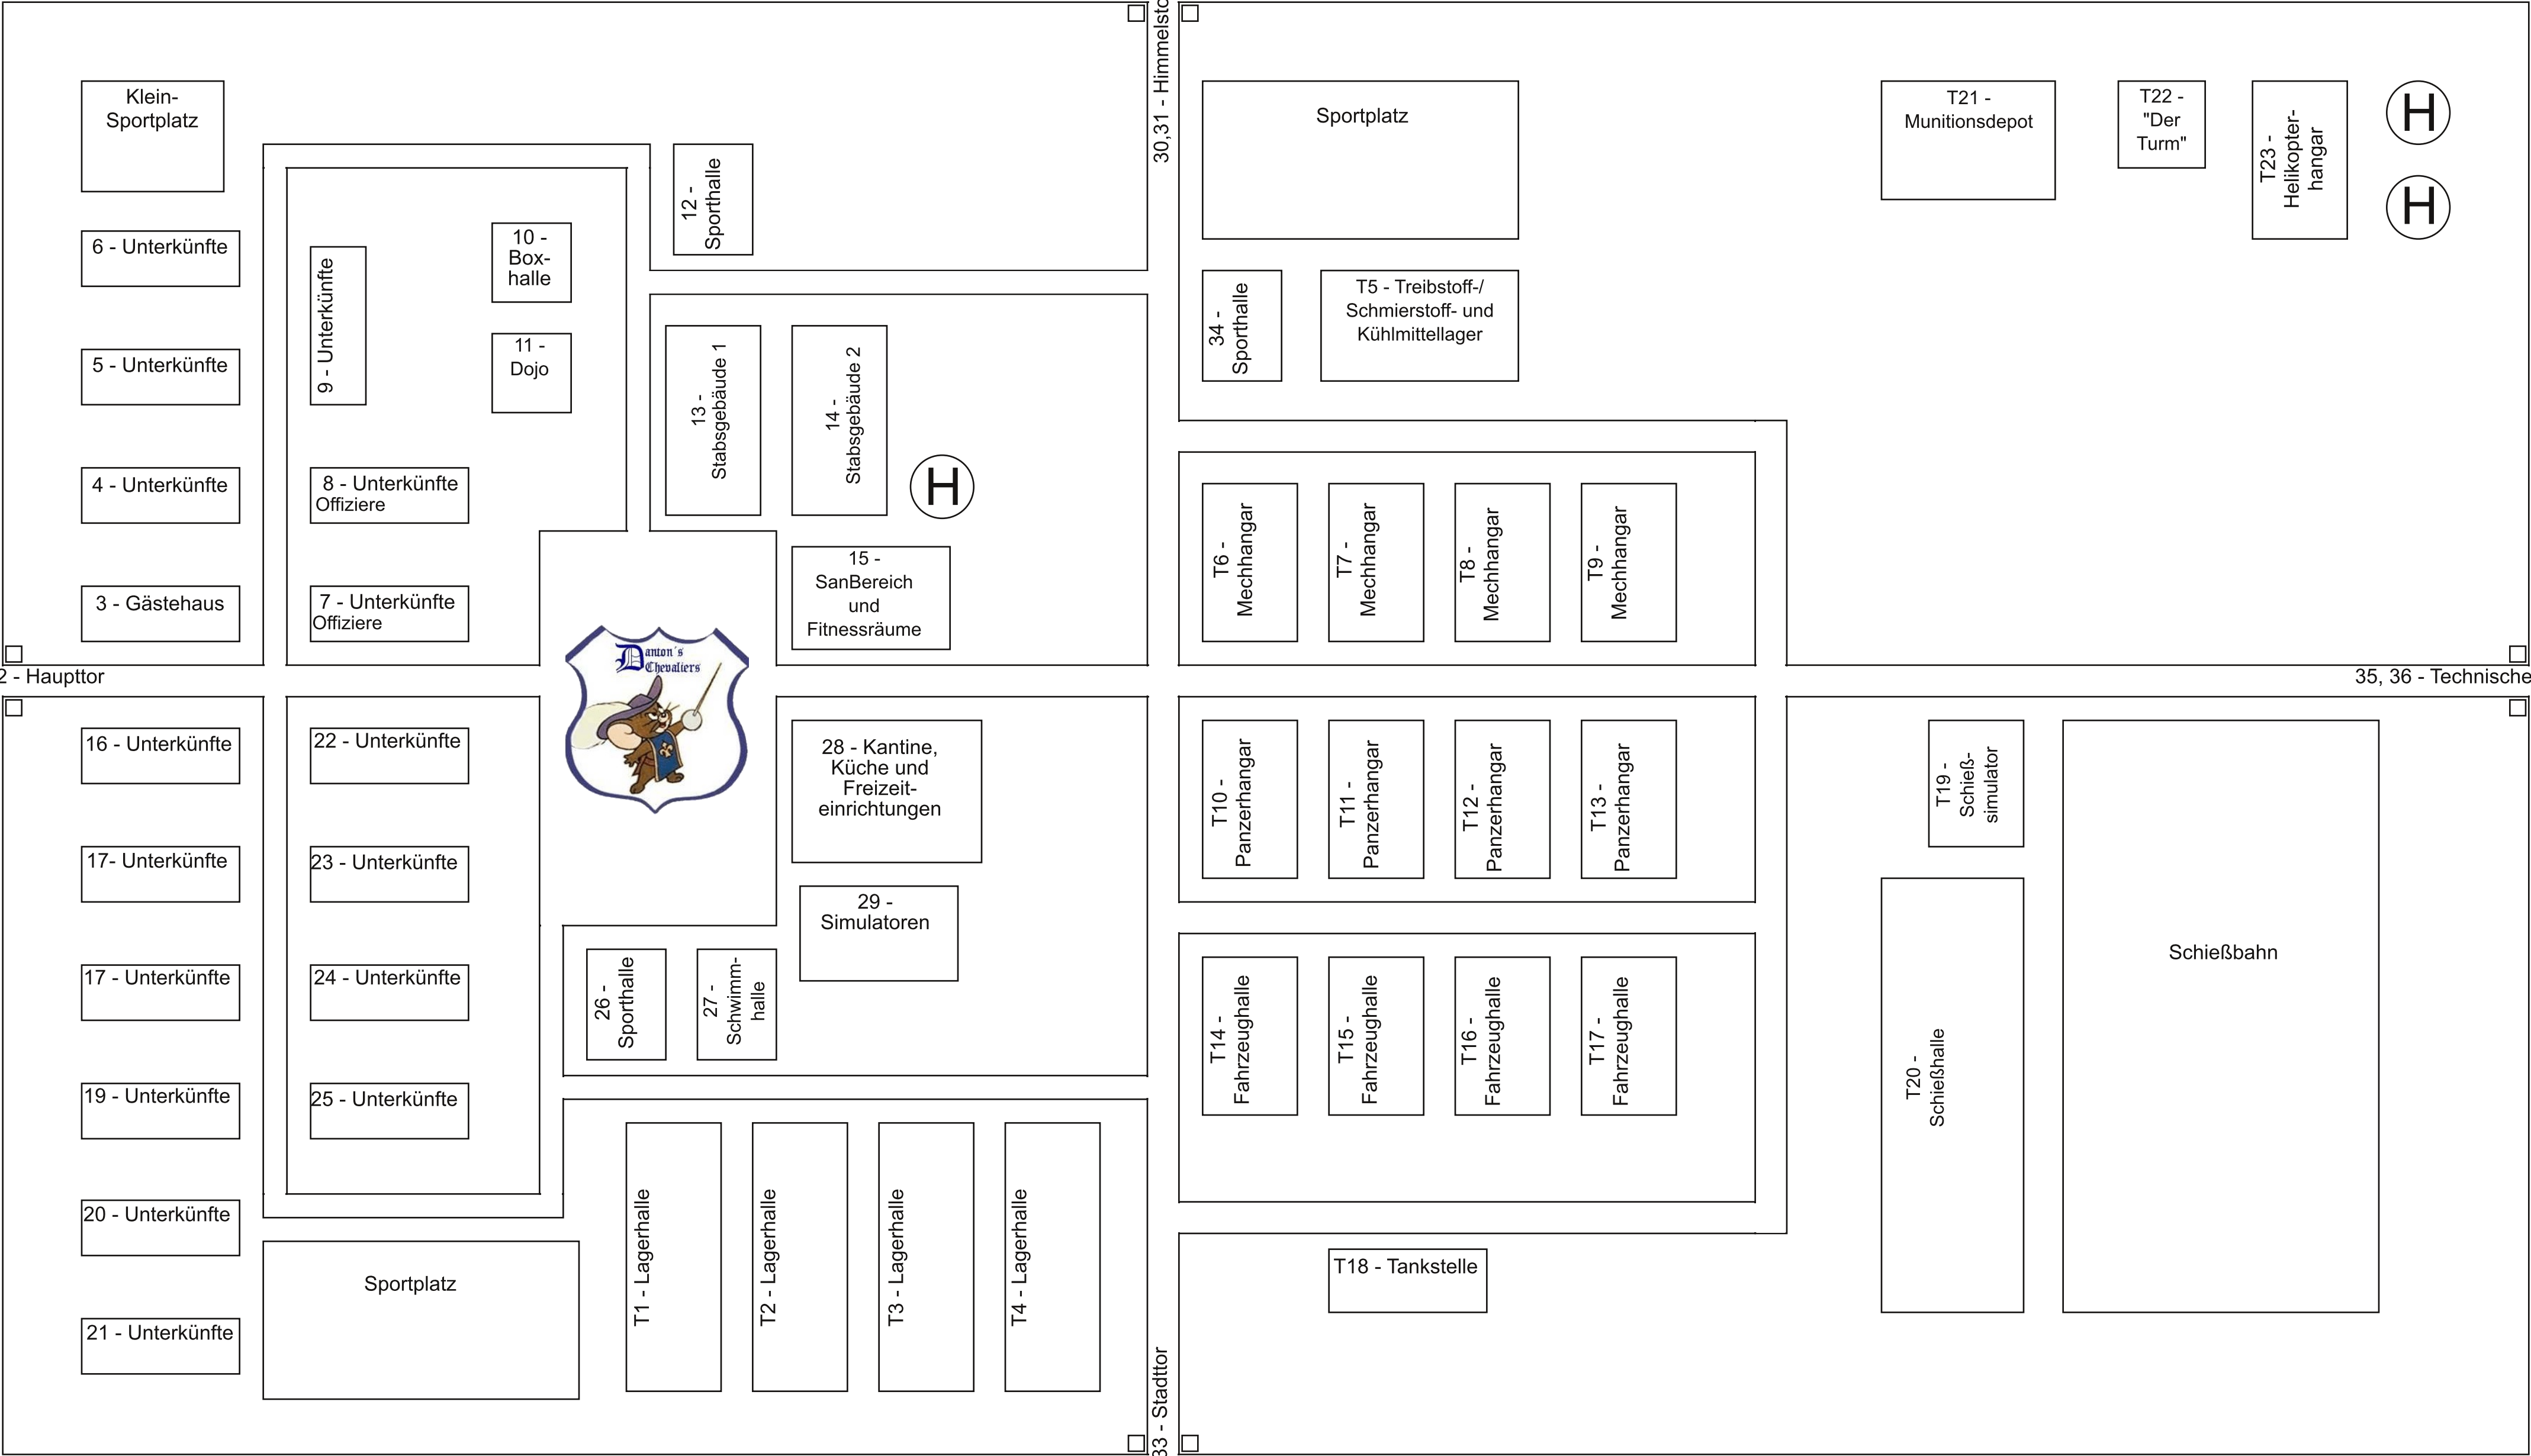 30,31 - Himmelsto
Klein-
Sportplatz
6 - Unterkünfte
5 - Unterkünfte
4 - Unterkünfte
3 - Gästehaus
9 - Unterkünfte
10 -
Box-
halle
11 -
Dojo
8 - Unterkünfte
Offiziere
7 - Unterkünfte
Offiziere
12 -
Sporthalle
13 -
Stabsgebäude 1
14 -
Stabsgebäude 2
H
15 -
SanBereich
und
Fitnessräume
Sportplatz
34 -
Sporthalle
T5 - Treibstoff-/
Schmierstoff- und
Kühlmittellager
T21 -
Munitionsdepot
T22 -
"Der
Turm"
T23 -
Helikopter-
hangar
H
H
T6 -
Mechhangar
T7 -
Mechhangar
T8 -
Mechhangar
T9 -
Mechhangar
2 - Haupttor
Danton´s
Chevaliers
35, 36 - Technische
16 - Unterkünfte
17- Unterkünfte
17 - Unterkünfte
19 - Unterkünfte
20 - Unterkünfte
21 - Unterkünfte
22 - Unterkünfte
23 - Unterkünfte
24 - Unterkünfte
25 - Unterkünfte
Sportplatz
28 - Kantine,
Küche und
Freizeit-
einrichtungen
29 -
Simulatoren
26 -
Sporthalle
27 -
Schwimm-
halle
T1 - Lagerhalle
T2 - Lagerhalle
T3 - Lagerhalle
T4 - Lagerhalle
33 - Stadttor
T10 -
Panzerhangar
T11 -
Panzerhangar
T12 -
Panzerhangar
T13 -
Panzerhangar
T14 -
Fahrzeughalle
T15 -
Fahrzeughalle
T16 -
Fahrzeughalle
T17 -
Fahrzeughalle
T18 - Tankstelle
T19 -
Schieß-
simulator
T20 -
Schießhalle
Schießbahn